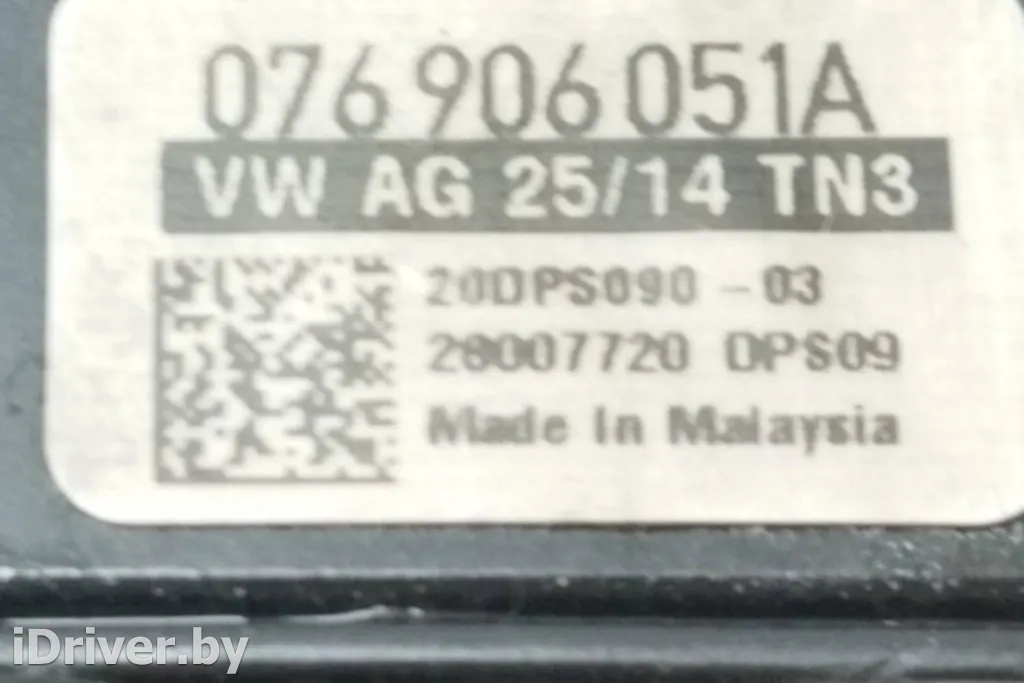 076 906 051A
VW AG 25/14 TN3
20DPS090 - 03
28007720 DPS09
Made In Malaysia
iDriver.by